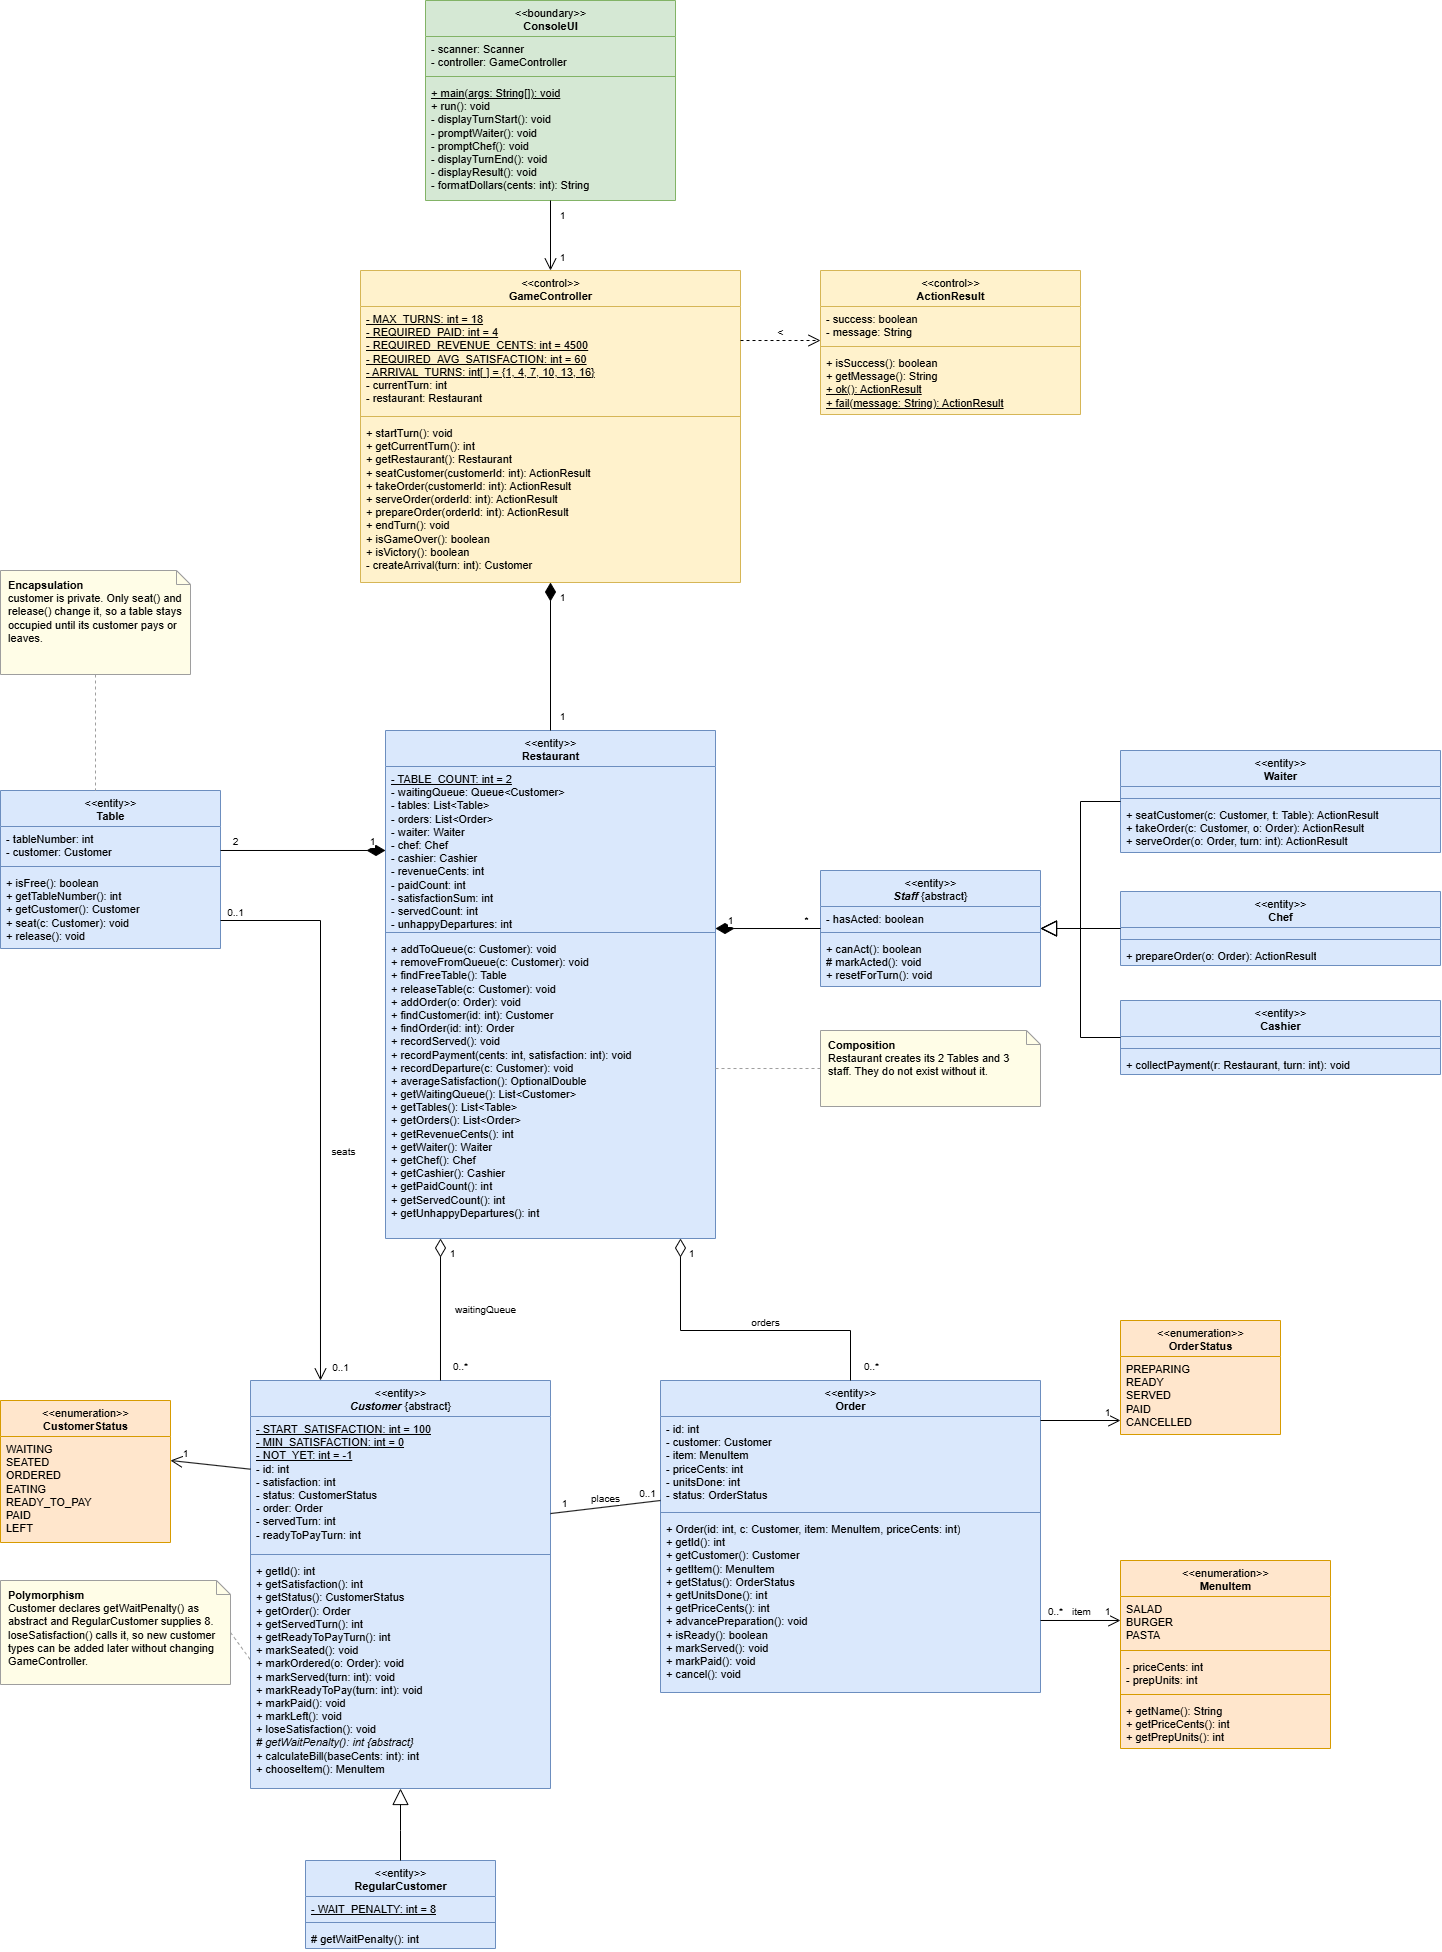 <<boundary>>
ConsoleUI
- scanner: Scanner
- controller: GameController
+ main(args: String[]): void
+ run(): void
- displayTurnStart(): void
- promptWaiter(): void
- promptChef(): void
- displayTurnEnd(): void
- displayResult(): void
- formatDollars(cents: int): String
1
1
<<control>>
GameController
- MAX_TURNS: int = 18
- REQUIRED_PAID: int = 4
- REQUIRED_REVENUE_CENTS: int = 4500
- REQUIRED_AVG_SATISFACTION: int = 60
- ARRIVAL_TURNS: int[ ] = {1, 4, 7, 10, 13, 16}
- currentTurn: int
- restaurant: Restaurant
+ startTurn(): void
+ getCurrentTurn(): int
+ getRestaurant(): Restaurant
+ seatCustomer(customerId: int): ActionResult
+ takeOrder(customerId: int): ActionResult
+ serveOrder(orderId: int): ActionResult
+ prepareOrder(orderId: int): ActionResult
+ endTurn(): void
+ isGameOver(): boolean
+ isVictory(): boolean
- createArrival(turn: int): Customer
<
<<control>>
ActionResult
- success: boolean
- message: String
+ isSuccess(): boolean
+ getMessage(): String
+ ok(): ActionResult
+ fail(message: String): ActionResult
1
1
Encapsulation
customer is private. Only seat() and
release() change it, so a table stays
occupied until its customer pays or
leaves.
<<entity>>
Table
- tableNumber: int
- customer: Customer
+ isFree(): boolean
+ getTableNumber(): int
+ getCustomer(): Customer
+ seat(c: Customer): void
+ release(): void
2
1
0..1
seats
0..1
<<entity>>
Restaurant
- TABLE_COUNT: int = 2
- waitingQueue: Queue<Customer>
- tables: List<Table>
- orders: List<Order>
- waiter: Waiter
- chef: Chef
- cashier: Cashier
- revenueCents: int
- paidCount: int
- satisfactionSum: int
- servedCount: int
- unhappyDepartures: int
+ addToQueue(c: Customer): void
+ removeFromQueue(c: Customer): void
+ findFreeTable(): Table
+ releaseTable(c: Customer): void
+ addOrder(o: Order): void
+ findCustomer(id: int): Customer
+ findOrder(id: int): Order
+ recordServed(): void
+ recordPayment(cents: int, satisfaction: int): void
+ recordDeparture(c: Customer): void
+ averageSatisfaction(): OptionalDouble
+ getWaitingQueue(): List<Customer>
+ getTables(): List<Table>
+ getOrders(): List<Order>
+ getRevenueCents(): int
+ getWaiter(): Waiter
+ getChef(): Chef
+ getCashier(): Cashier
+ getPaidCount(): int
+ getServedCount(): int
+ getUnhappyDepartures(): int
1
*
<<entity>>
Staff {abstract}
- hasActed: boolean
+ canAct(): boolean
# markActed(): void
+ resetForTurn(): void
<<entity>>
Waiter
+ seatCustomer(c: Customer, t: Table): ActionResult
+ takeOrder(c: Customer, o: Order): ActionResult
+ serveOrder(o: Order, turn: int): ActionResult
<<entity>>
Chef
+ prepareOrder(o: Order): ActionResult
<<entity>>
Cashier
+ collectPayment(r: Restaurant, turn: int): void
Composition
Restaurant creates its 2 Tables and 3
staff. They do not exist without it.
1
waitingQueue
0..*
1
orders
0..*
<<enumeration>>
CustomerStatus
WAITING
SEATED
ORDERED
EATING
READY_TO_PAY
PAID
LEFT
1
<<entity>>
Customer {abstract}
- START_SATISFACTION: int = 100
- MIN_SATISFACTION: int = 0
- NOT_YET: int = -1
- id: int
- satisfaction: int
- status: CustomerStatus
- order: Order
- servedTurn: int
- readyToPayTurn: int
+ getId(): int
+ getSatisfaction(): int
+ getStatus(): CustomerStatus
+ getOrder(): Order
+ getServedTurn(): int
+ getReadyToPayTurn(): int
+ markSeated(): void
+ markOrdered(o: Order): void
+ markServed(turn: int): void
+ markReadyToPay(turn: int): void
+ markPaid(): void
+ markLeft(): void
+ loseSatisfaction(): void
# getWaitPenalty(): int {abstract}
+ calculateBill(baseCents: int): int
+ chooseItem(): MenuItem
Polymorphism
Customer declares getWaitPenalty() as
abstract and RegularCustomer supplies 8.
loseSatisfaction() calls it, so new customer
types can be added later without changing
GameController.
1
places
0..1
<<entity>>
Order
- id: int
- customer: Customer
- item: MenuItem
- priceCents: int
- unitsDone: int
- status: OrderStatus
+ Order(id: int, c: Customer, item: MenuItem, priceCents: int)
+ getId(): int
+ getCustomer(): Customer
+ getItem(): MenuItem
+ getStatus(): OrderStatus
+ getUnitsDone(): int
+ getPriceCents(): int
+ advancePreparation(): void
+ isReady(): boolean
+ markServed(): void
+ markPaid(): void
+ cancel(): void
1
<<enumeration>>
OrderStatus
PREPARING
READY
SERVED
PAID
CANCELLED
0..*
item
1
<<enumeration>>
MenuItem
SALAD
BURGER
PASTA
- priceCents: int
- prepUnits: int
+ getName(): String
+ getPriceCents(): int
+ getPrepUnits(): int
<<entity>>
RegularCustomer
- WAIT_PENALTY: int = 8
# getWaitPenalty(): int